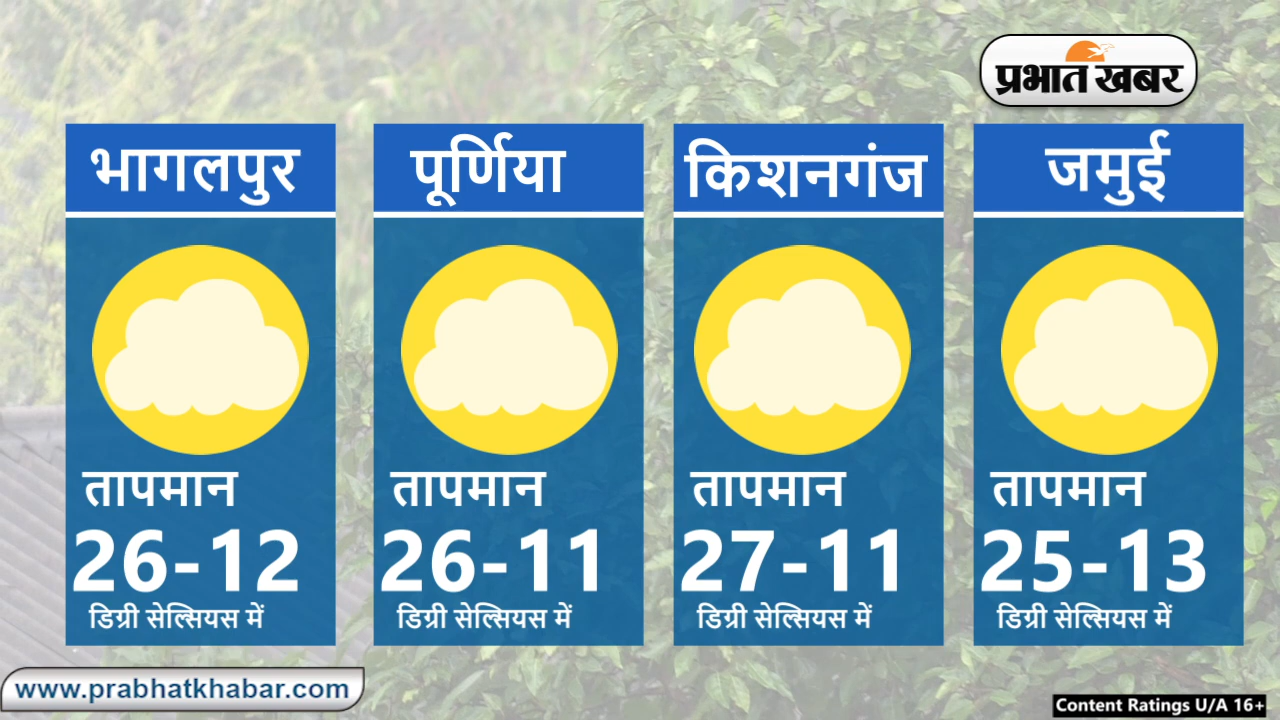 प्रभात खबर
भागलपुर
तापमान
26-12
डिग्री सेल्सियस में
पूर्णिया
तापमान
26-11
डिग्री सेल्सियस में
किशनगंज
तापमान
27-11
डिग्री सेल्सियस में
जमुई
तापमान
25-13
डिग्री सेल्सियस में
www.prabhatkhabar.com
Content Ratings U/A 16+